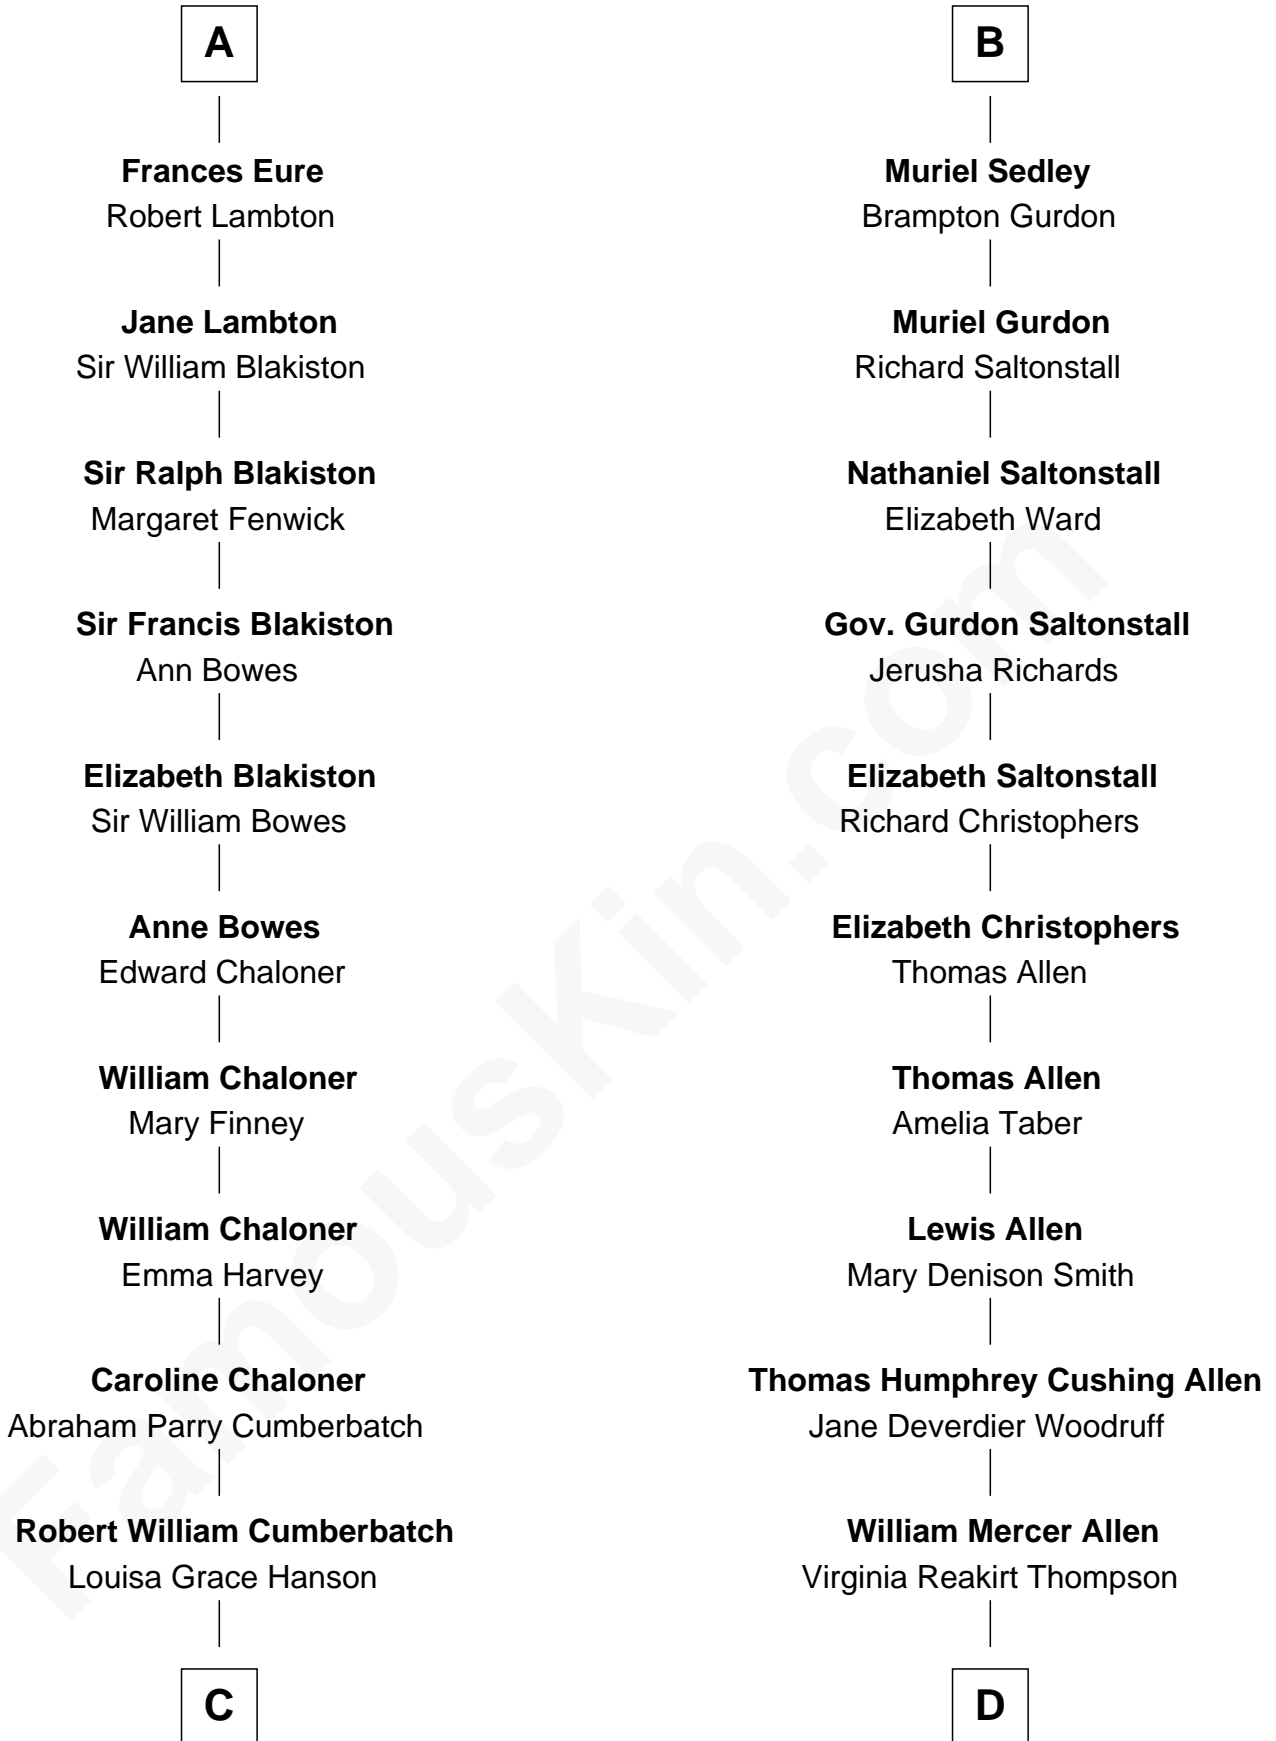 A
Frances Eure
Robert Lambton
Jane Lambton
Sir William Blakiston
Sir Ralph Blakiston
Margaret Fenwick
Sir Francis Blakiston
Ann Bowes
Elizabeth Blakiston
Sir William Bowes
Anne Bowes
Edward Chaloner
William Chaloner
Mary Finney
William Chaloner
Emma Harvey
Caroline Chaloner
Abraham Parry Cumberbatch
Robert William Cumberbatch
Louisa Grace Hanson
C
B
Muriel Sedley
Brampton Gurdon
Muriel Gurdon
Richard Saltonstall
Nathaniel Saltonstall
Elizabeth Ward
Gov. Gurdon Saltonstall
Jerusha Richards
Elizabeth Saltonstall
Richard Christophers
Elizabeth Christophers
Thomas Allen
Thomas Allen
Amelia Taber
Lewis Allen
Mary Denison Smith
Thomas Humphrey Cushing Allen
Jane Deverdier Woodruff
William Mercer Allen
Virginia Reakirt Thompson
D
FamousKin.com